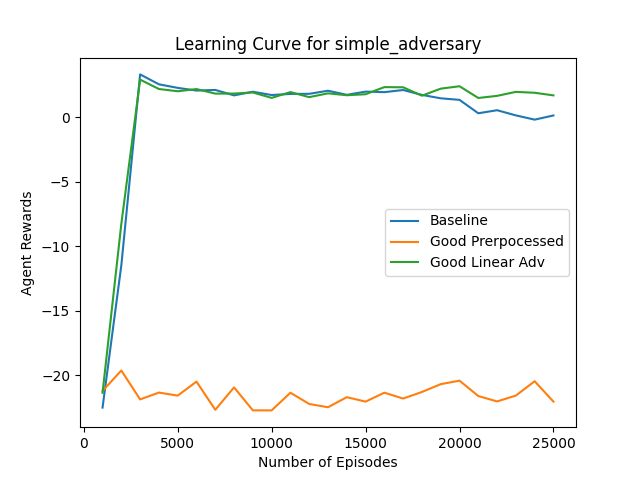 Learning Curve for simple_adversary
Agent Rewards
0
−5
−10
−15
−20
Baseline
Good Prerpocessed
Good Linear Adv
0 5000 10000 15000 20000 25000
Number of Episodes